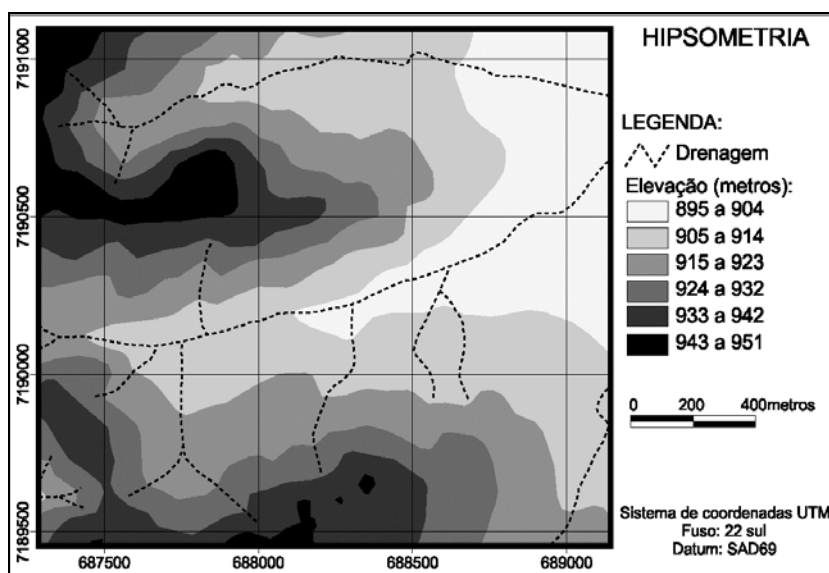 HIPSOMETRIA
LEGENDA:
Drenagem
Elevação (metros):
895 a 904
905 a 914
915 a 923
924 a 932
933 a 942
943 a 951
0 200 400metros
Sistema de coordenadas UTM
Fuso: 22 sul
Datum: SAD69
7191000
7190500
7190000
7189500
687500 688000 688500 689000